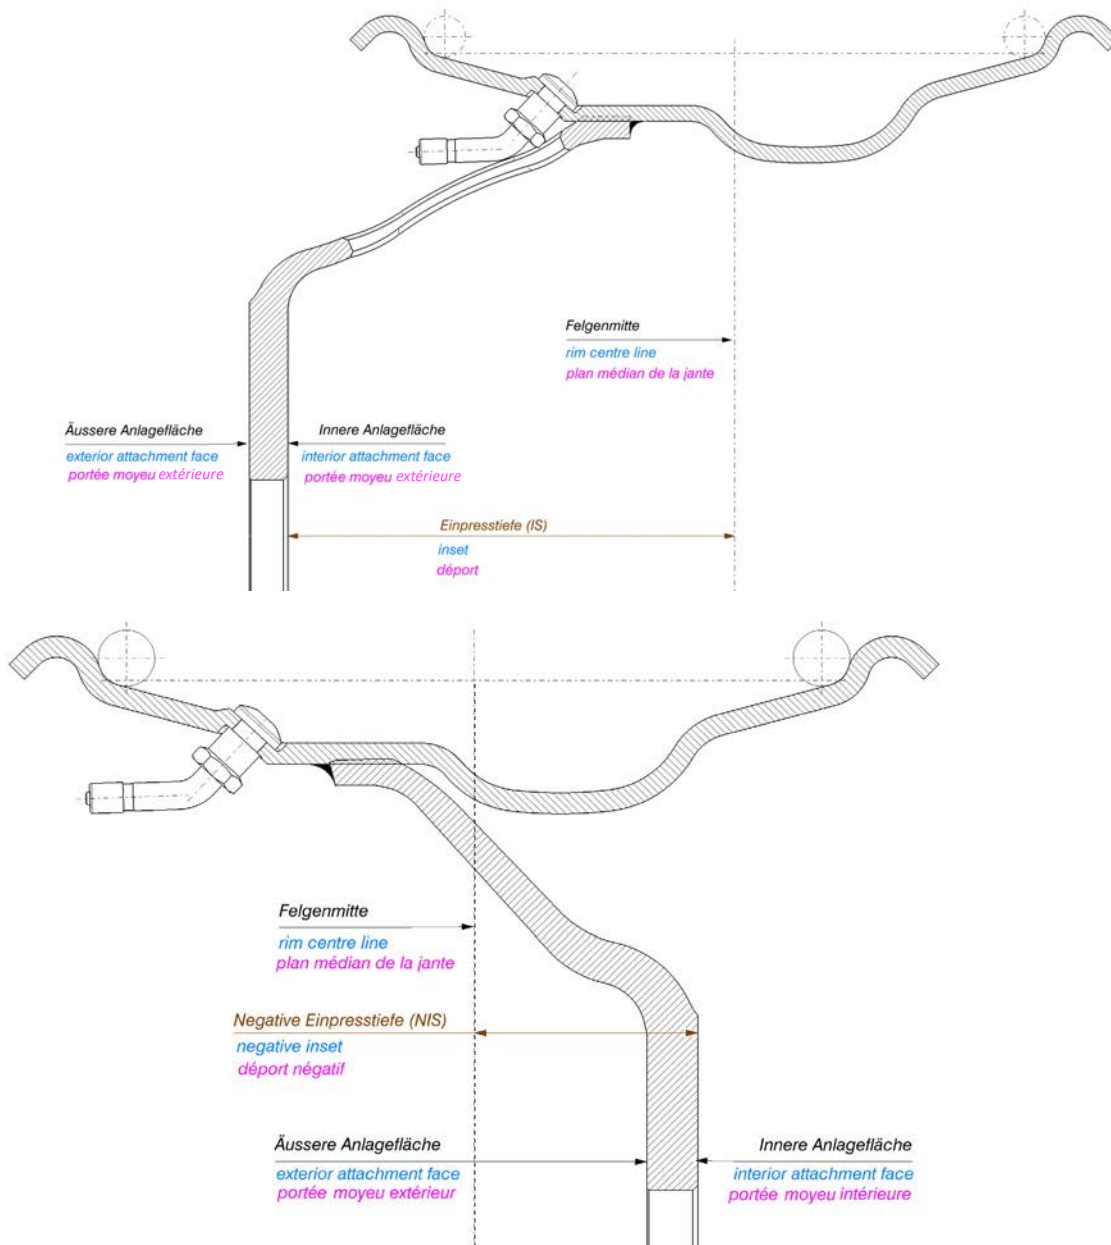 Felgenmitte
rim centre line
plan médian de la jante
Äussere Anlagefläche
exterior attachment face
portée moyeu extérieure
Innere Anlagefläche
interior attachment face
portée moyeu extérieure
Einpresstiefe (IS)
inset
déport
Felgenmitte
rim centre line
plan médian de la jante
Negative Einpresstiefe (NIS)
negative inset
déport négatif
Äussere Anlagefläche
exterior attachment face
portée moyeu extérieur
Innere Anlagefläche
interior attachment face
portée moyeu intérieure